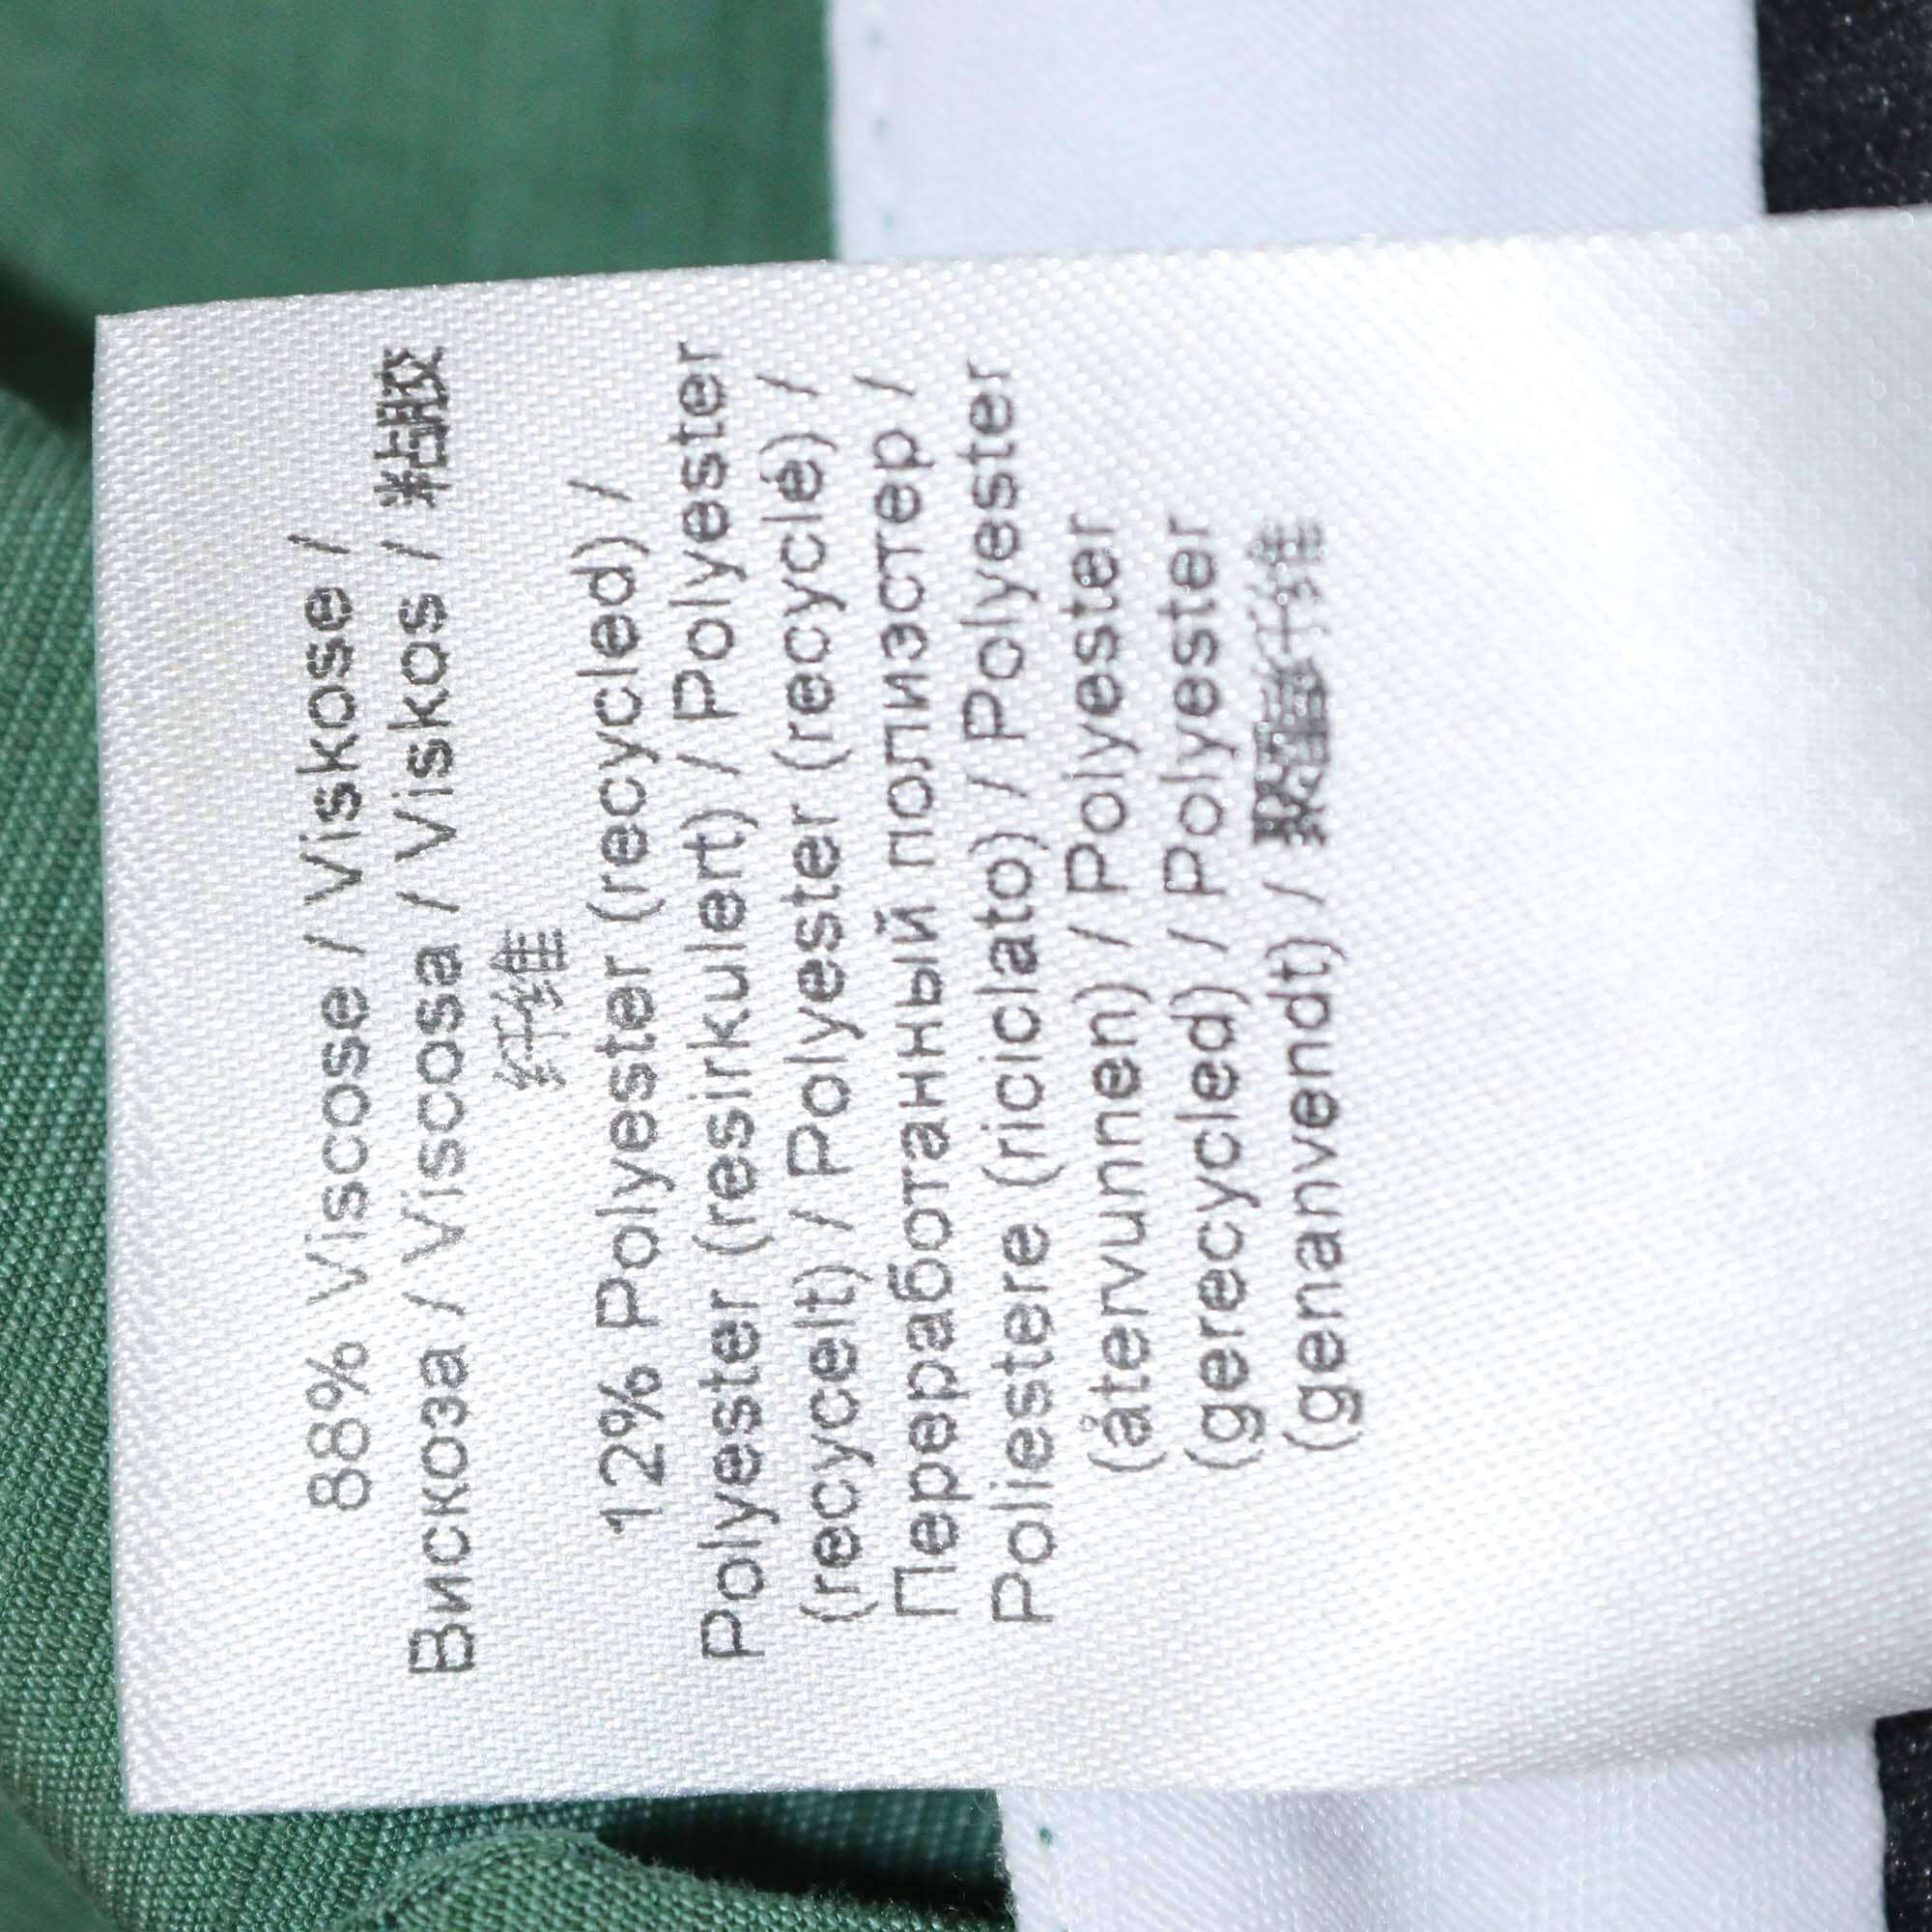 88% Viscose / Viskose /
Вискоза / Viscosa / Viskos / 粘胶
纤维
12% Polyester (recycled) /
Polyester (resirkulert) / Polyester
(recycelt) / Polyester (recyclé) /
Переработанный полиэстер /
Poliestere (riciclato) / Polyester
(återvunnen) / Polyester
(gerecycled) / Polyester
(genanvendt) / 聚酯纤维